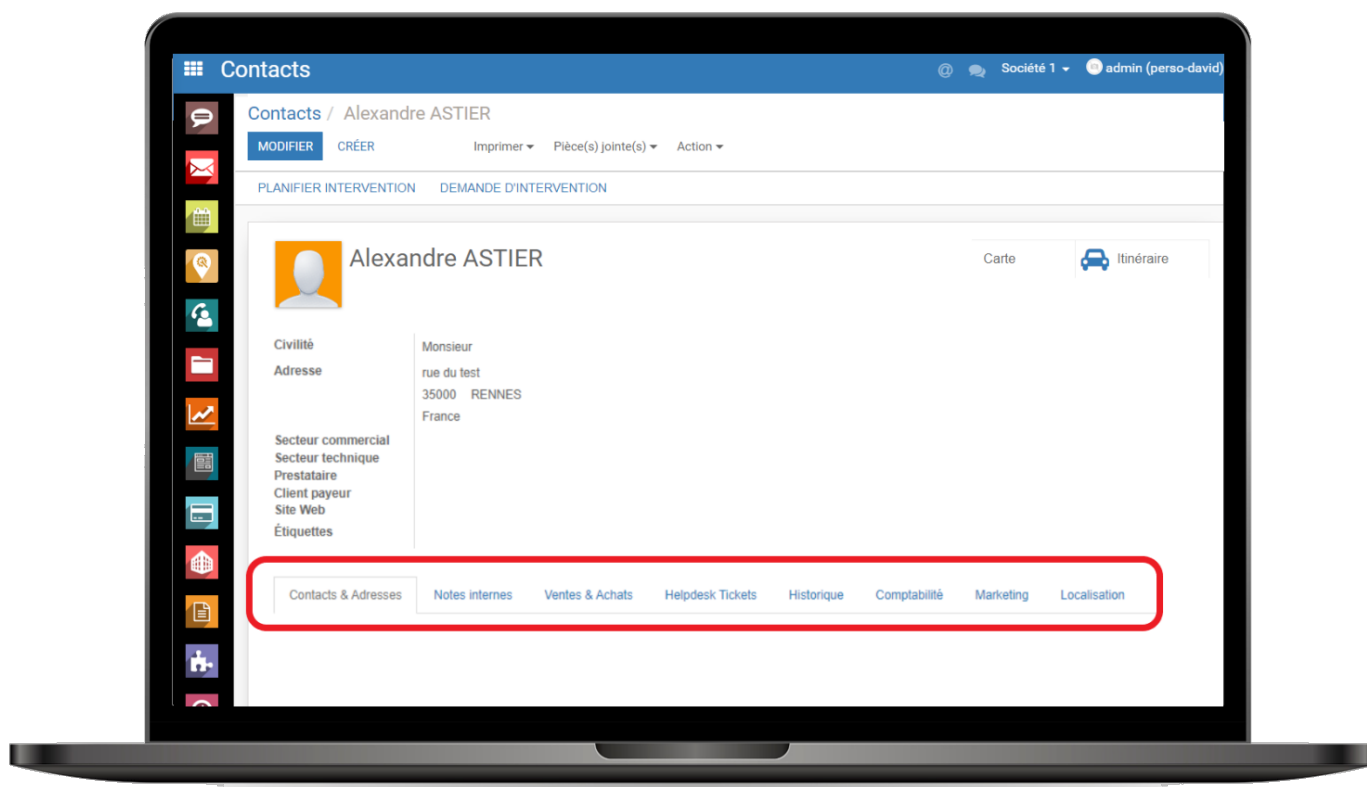 Contacts
@ Société 1 admin (perso-david)
Contacts / Alexandre ASTIER
MODIFIER CRÉER Imprimer Pièce(s) jointe(s) Action
PLANIFIER INTERVENTION DEMANDE D'INTERVENTION
Alexandre ASTIER
Carte Itinéraire
Civilité Monsieur
Adresse rue du test
35000 RENNES
France
Secteur commercial
Secteur technique
Prestataire
Client payeur
Site Web
Étiquettes
Contacts & Adresses Notes internes Ventes & Achats Helpdesk Tickets Historique Comptabilité Marketing Localisation